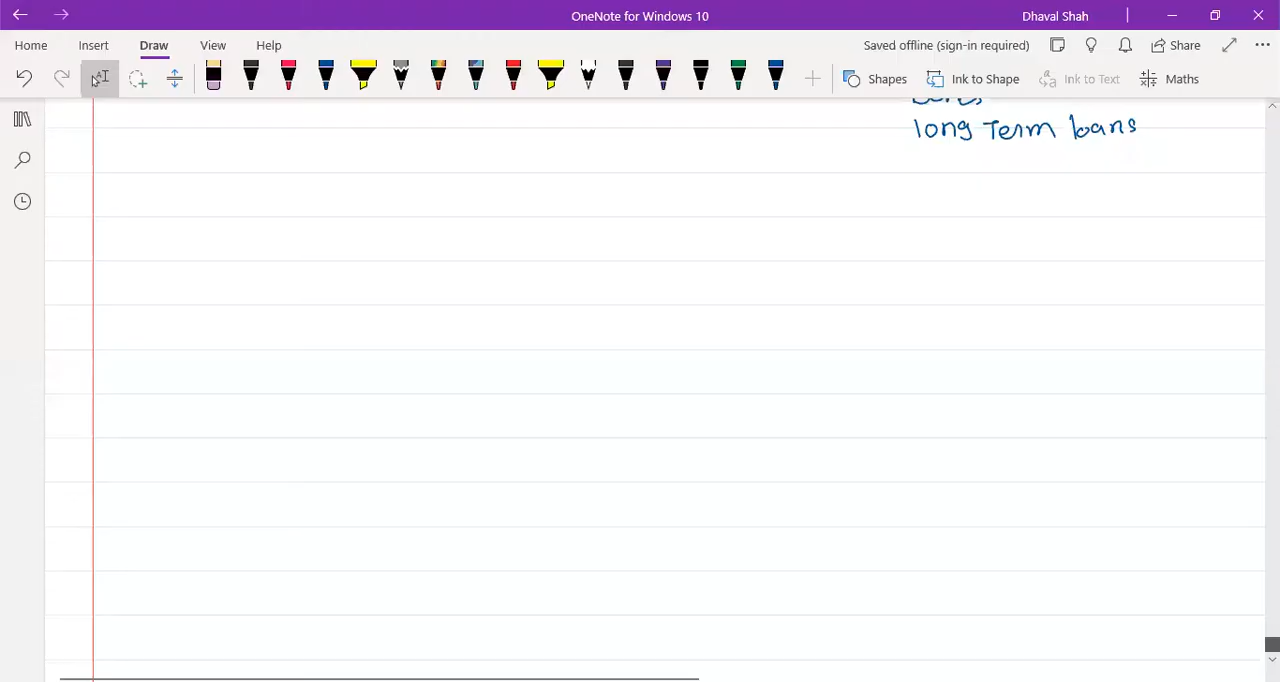 OneNote for Windows 10
Dhaval Shah
Home Insert Draw View Help
Saved offline (sign-in required)
Share
Shapes
Ink to Shape
Ink to Text
Maths
long Term loans